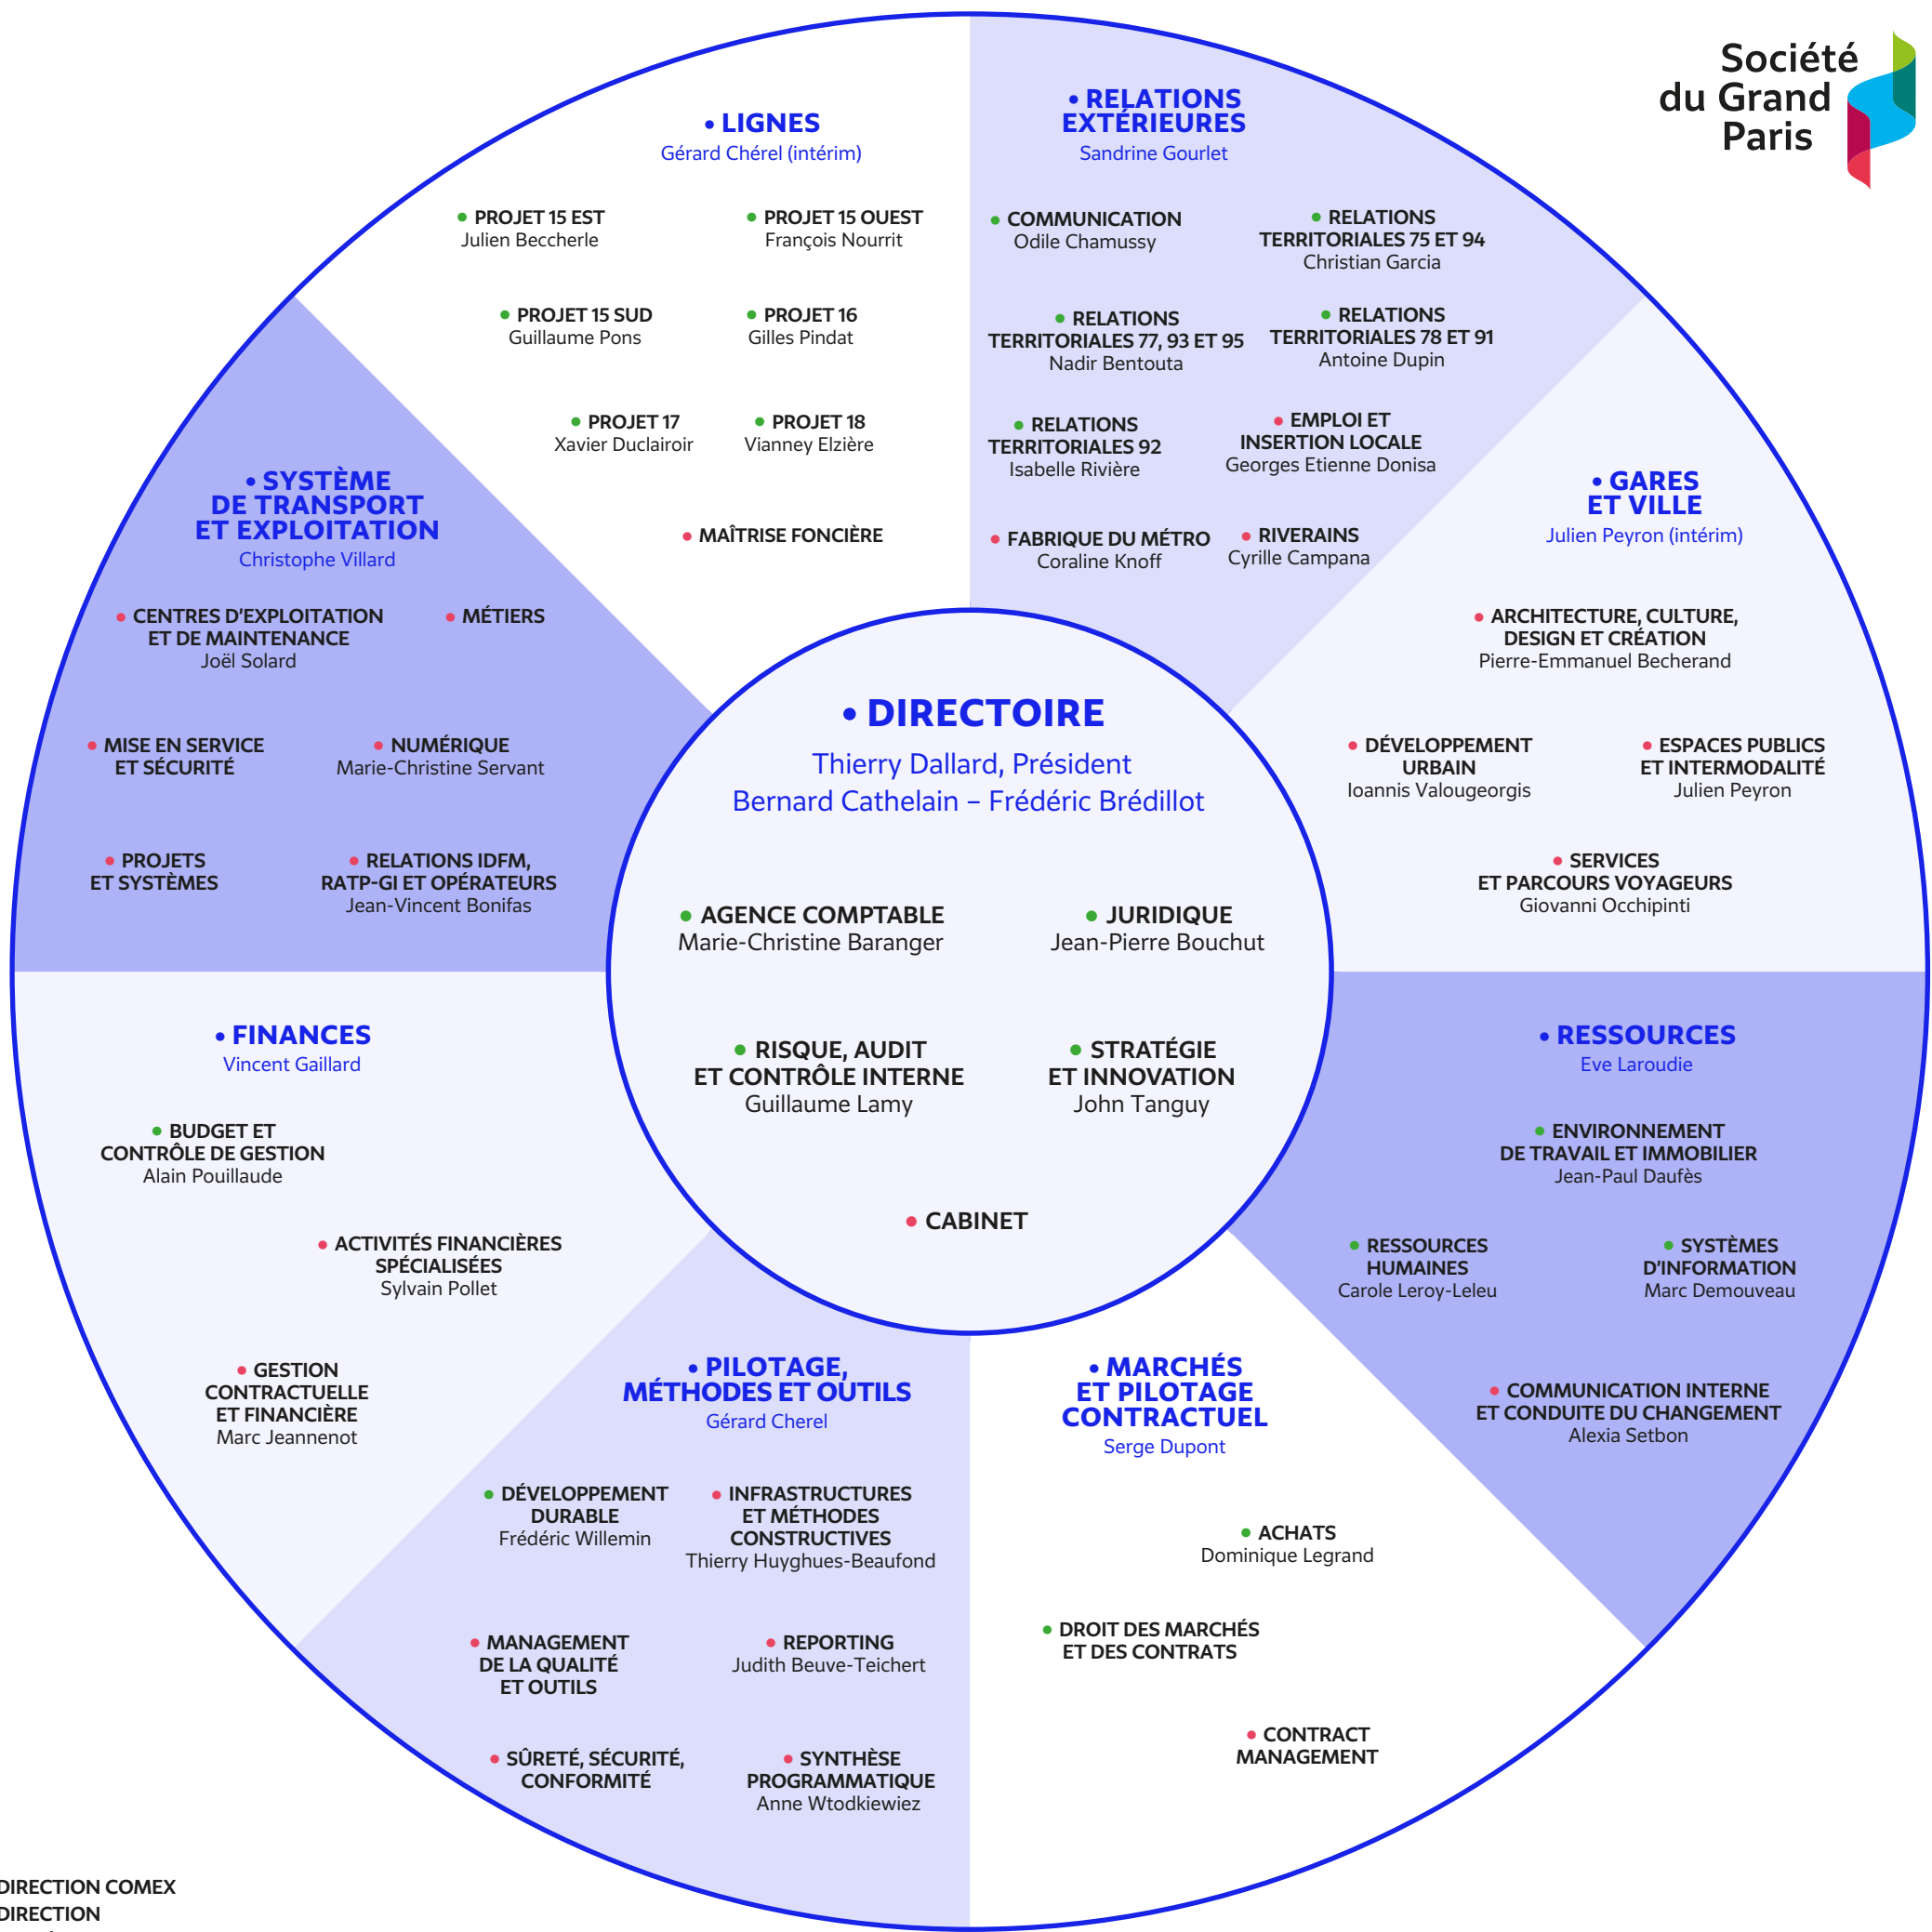 Société
du Grand
Paris
• LIGNES
Gérard Chérel (intérim)
• PROJET 15 EST
Julien Beccherle
• PROJET 15 OUEST
François Nourrit
• PROJET 15 SUD
Guillaume Pons
• PROJET 16
Gilles Pindat
• PROJET 17
Xavier Duclairoir
• PROJET 18
Vianney Elzière
• MAÎTRISE FONCIÈRE
• RELATIONS
EXTÉRIEURES
Sandrine Gourlet
• COMMUNICATION
Odile Chamussy
• RELATIONS
TERRITORIALES 75 ET 94
Christian Garcia
• RELATIONS
TERRITORIALES 77, 93 ET 95
Nadir Bentouta
• RELATIONS
TERRITORIALES 78 ET 91
Antoine Dupin
• RELATIONS
TERRITORIALES 92
Isabelle Rivière
• EMPLOI ET
INSERTION LOCALE
Georges Etienne Donisa
• FABRIQUE DU MÉTRO
Coraline Knoff
• RIVERAINS
Cyrille Campana
• SYSTÈME
DE TRANSPORT
ET EXPLOITATION
Christophe Villard
• CENTRES D'EXPLOITATION
ET DE MAINTENANCE
Joël Solard
• MÉTIERS
• MISE EN SERVICE
ET SÉCURITÉ
• NUMÉRIQUE
Marie-Christine Servant
• PROJETS
ET SYSTÈMES
• RELATIONS IDFM,
RATP-GI ET OPÉRATEURS
Jean-Vincent Bonifas
• GARES
ET VILLE
Julien Peyron (intérim)
• ARCHITECTURE, CULTURE,
DESIGN ET CRÉATION
Pierre-Emmanuel Becherand
• DÉVELOPPEMENT
URBAIN
Ioannis Valougeorgis
• ESPACES PUBLICS
ET INTERMODALITÉ
Julien Peyron
• SERVICES
ET PARCOURS VOYAGEURS
Giovanni Occhipinti
• DIRECTOIRE
Thierry Dallard, Président
Bernard Cathelain – Frédéric Brédillot
• AGENCE COMPTABLE
Marie-Christine Baranger
• JURIDIQUE
Jean-Pierre Bouchut
• RISQUE, AUDIT
ET CONTRÔLE INTERNE
Guillaume Lamy
• STRATÉGIE
ET INNOVATION
John Tanguy
• CABINET
• FINANCES
Vincent Gaillard
• BUDGET ET
CONTRÔLE DE GESTION
Alain Pouillaude
• ACTIVITÉS FINANCIÈRES
SPÉCIALISÉES
Sylvain Pollet
• GESTION
CONTRACTUELLE
ET FINANCIÈRE
Marc Jeannenot
• RESSOURCES
Eve Laroudie
• ENVIRONNEMENT
DE TRAVAIL ET IMMOBILIER
Jean-Paul Daufès
• RESSOURCES
HUMAINES
Carole Leroy-Leleu
• SYSTÈMES
D'INFORMATION
Marc Demouveau
• COMMUNICATION INTERNE
ET CONDUITE DU CHANGEMENT
Alexia Setbon
• PILOTAGE,
MÉTHODES ET OUTILS
Gérard Cherel
• DÉVELOPPEMENT
DURABLE
Frédéric Willemin
• INFRASTRUCTURES
ET MÉTHODES
CONSTRUCTIVES
Thierry Huyghues-Beaufond
• MANAGEMENT
DE LA QUALITÉ
ET OUTILS
• REPORTING
Judith Beuve-Teichert
• SÛRETÉ, SÉCURITÉ,
CONFORMITÉ
• SYNTHÈSE
PROGRAMMATIQUE
Anne Wtodkiewiez
• MARCHÉS
ET PILOTAGE
CONTRACTUEL
Serge Dupont
• ACHATS
Dominique Legrand
• DROIT DES MARCHÉS
ET DES CONTRATS
• CONTRACT
MANAGEMENT
DIRECTION COMEX
DIRECTION